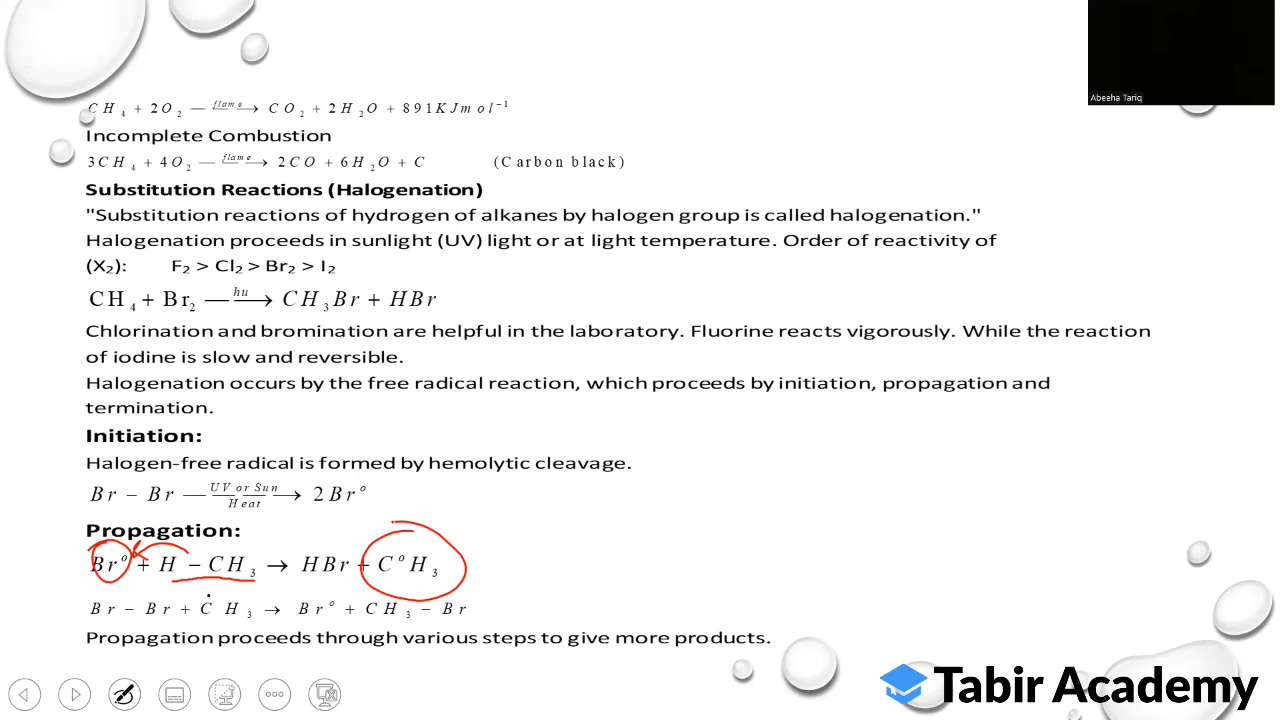 Abeeha Tariq
CH₄ + 2O₂ —flame→ CO₂ + 2H₂O + 891KJmol⁻¹
Incomplete Combustion
3CH₄ + 4O₂ —flame→ 2CO + 6H₂O + C (Carbon black)
Substitution Reactions (Halogenation)
"Substitution reactions of hydrogen of alkanes by halogen group is called halogenation."
Halogenation proceeds in sunlight (UV) light or at light temperature. Order of reactivity of
(X₂): F₂ > Cl₂ > Br₂ > I₂
CH₄ + Br₂ —hu→ CH₃Br + HBr
Chlorination and bromination are helpful in the laboratory. Fluorine reacts vigorously. While the reaction
of iodine is slow and reversible.
Halogenation occurs by the free radical reaction, which proceeds by initiation, propagation and
termination.
Initiation:
Halogen-free radical is formed by hemolytic cleavage.
Br – Br —UV or Sun / Heat→ 2Br°
Propagation:
Br° + H – CH₃ → HBr + C°H₃
Br – Br + ĊH₃ → Br° + CH₃ – Br
Propagation proceeds through various steps to give more products.
Tabir Academy